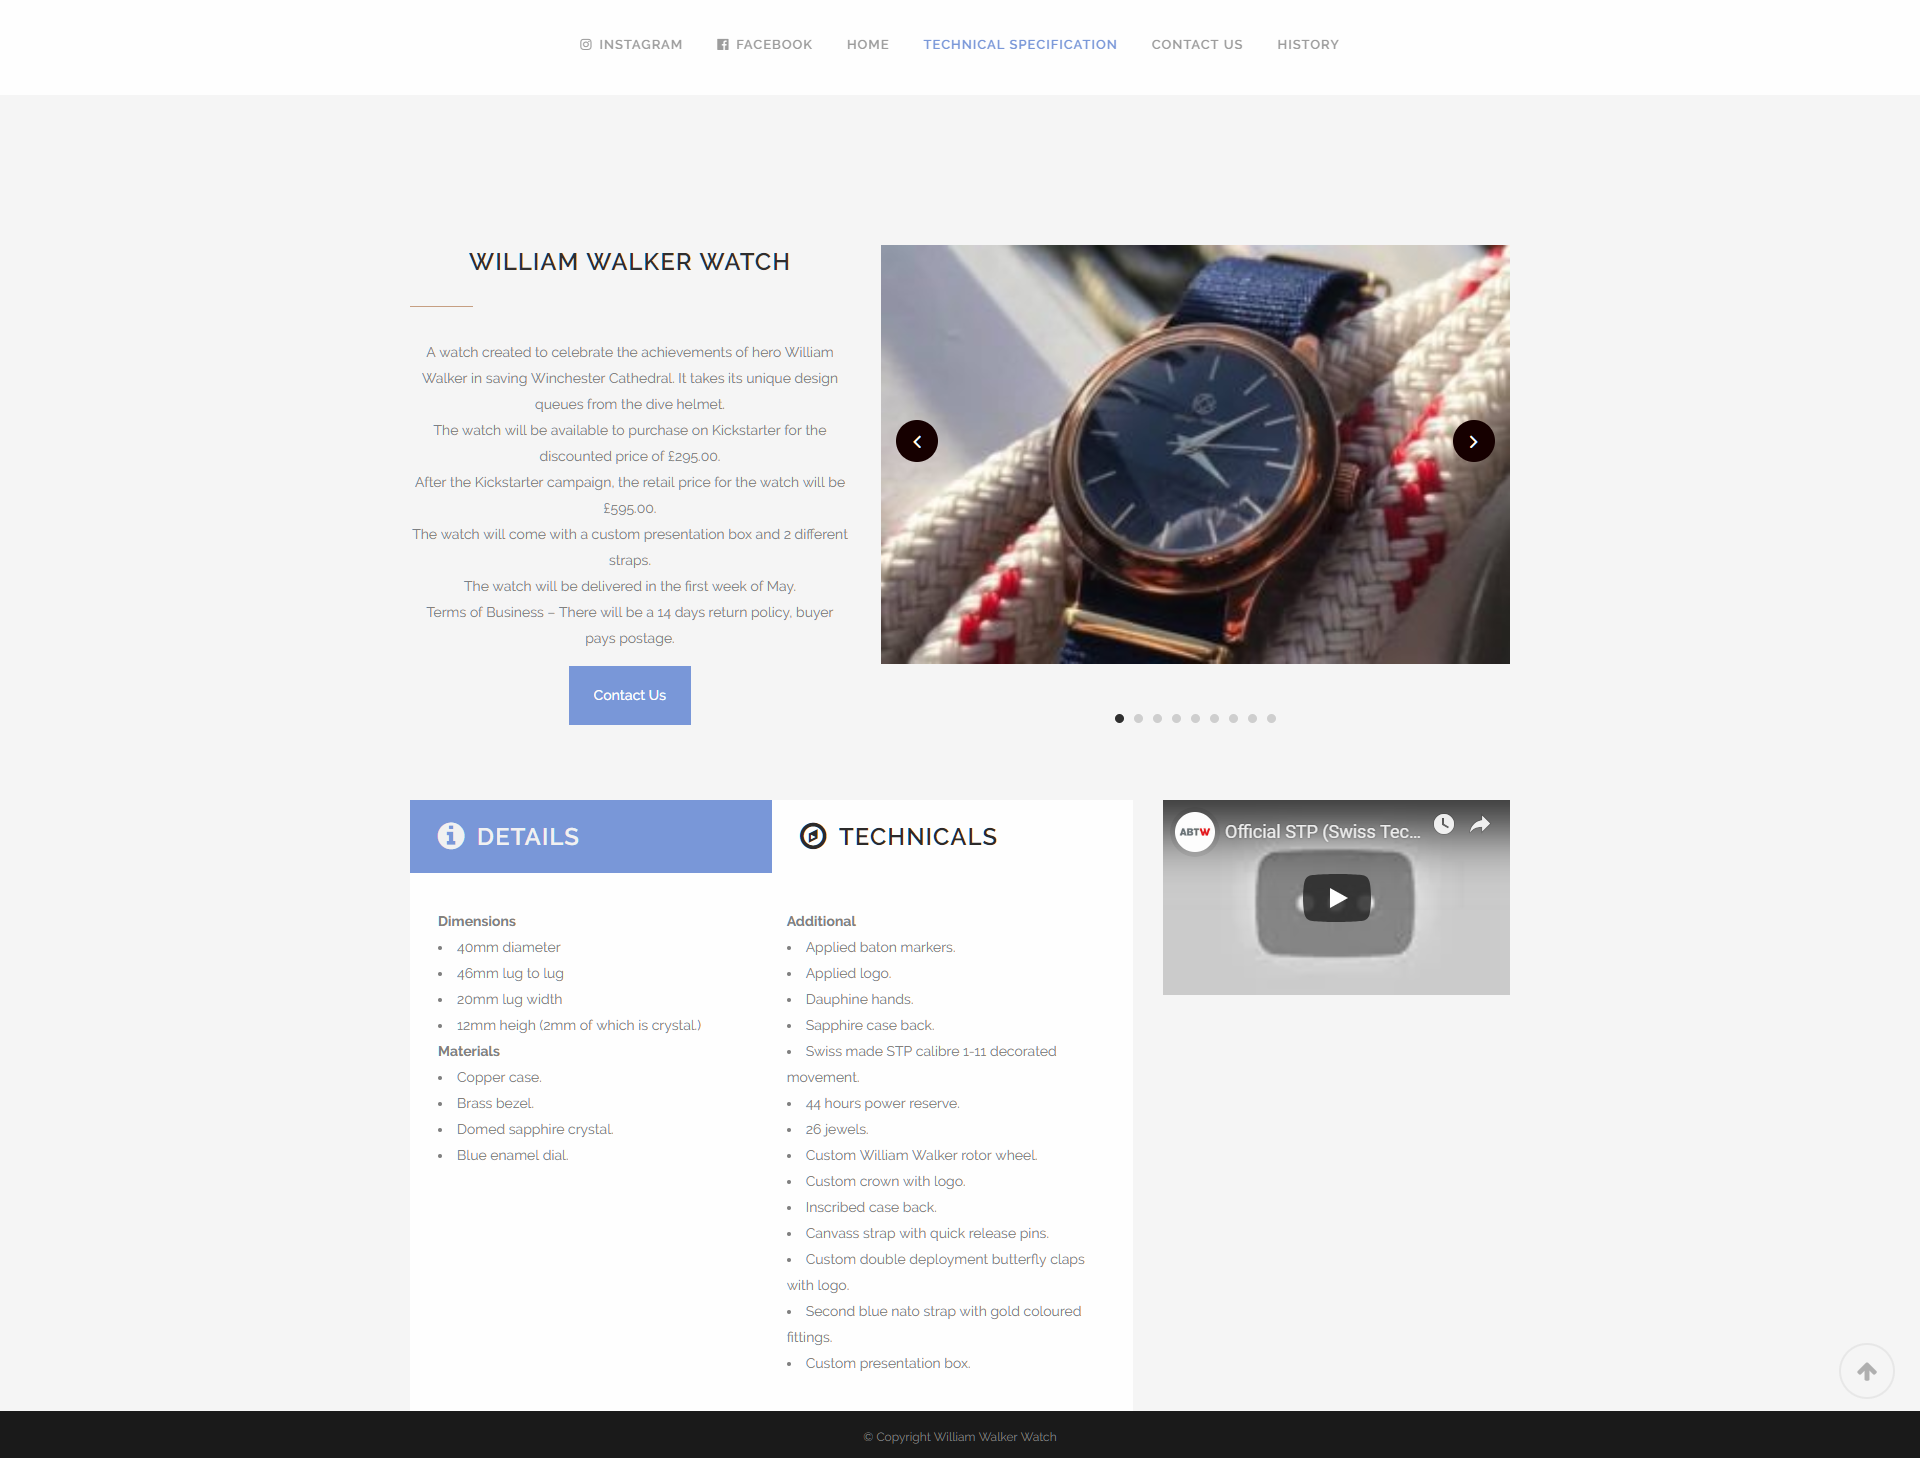 INSTAGRAM FACEBOOK HOME TECHNICAL SPECIFICATION CONTACT US HISTORY
WILLIAM WALKER WATCH
A watch created to celebrate the achievements of hero William
Walker in saving Winchester Cathedral. It takes its unique design
queues from the dive helmet.
The watch will be available to purchase on Kickstarter for the
discounted price of £295.00.
After the Kickstarter campaign, the retail price for the watch will be
£595.00.
The watch will come with a custom presentation box and 2 different
straps.
The watch will be delivered in the first week of May.
Terms of Business – There will be a 14 days return policy, buyer
pays postage.
Contact Us
DETAILS
Dimensions
• 40mm diameter
• 46mm lug to lug
• 20mm lug width
• 12mm heigh (2mm of which is crystal.)
Materials
• Copper case.
• Brass bezel.
• Domed sapphire crystal.
• Blue enamel dial.
TECHNICALS
Additional
• Applied baton markers.
• Applied logo.
• Dauphine hands.
• Sapphire case back.
• Swiss made STP calibre 1-11 decorated
movement.
• 44 hours power reserve.
• 26 jewels.
• Custom William Walker rotor wheel.
• Custom crown with logo.
• Inscribed case back.
• Canvass strap with quick release pins.
• Custom double deployment butterfly claps
with logo.
• Second blue nato strap with gold coloured
fittings.
• Custom presentation box.
ABTW Official STP (Swiss Tec...
© Copyright William Walker Watch